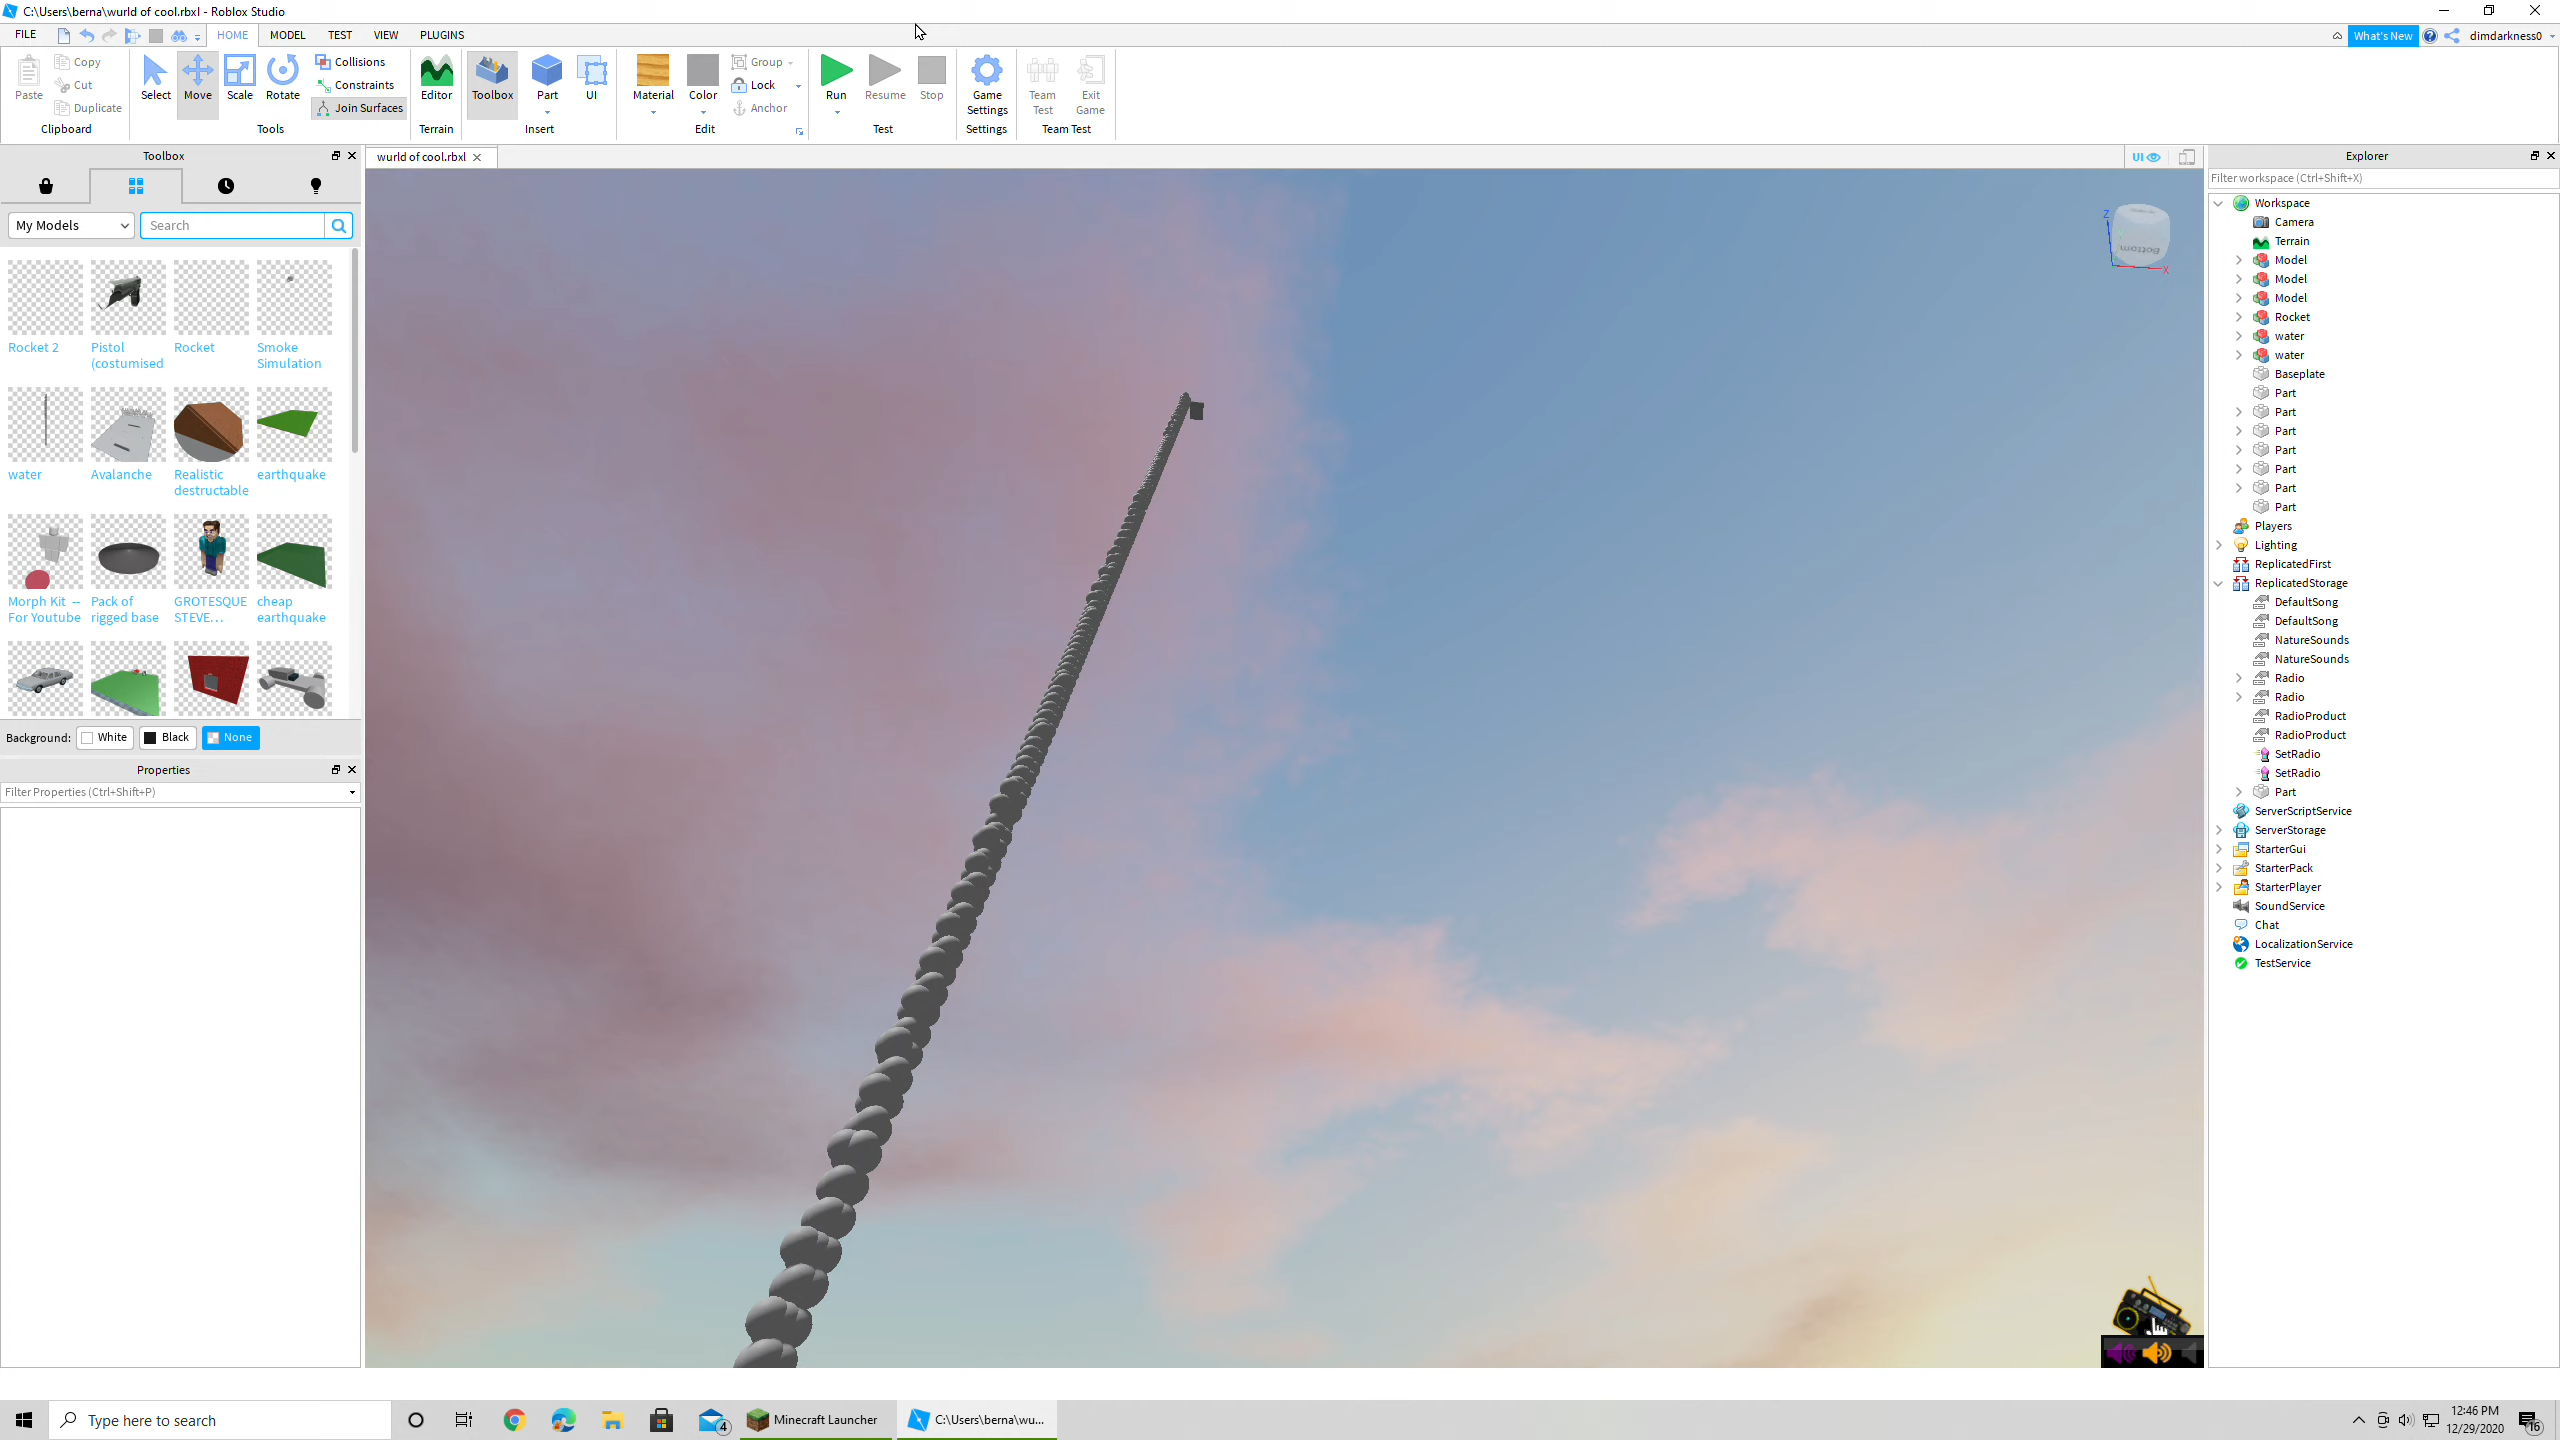 C:\Users\berna\wurld of cool.rbxl - Roblox Studio
FILE HOME MODEL TEST VIEW PLUGINS What's New dimdarkness0
Paste Copy Cut Duplicate
Clipboard
Select Move Scale Rotate Collisions Constraints Join Surfaces
Tools
Editor
Terrain
Toolbox Part UI
Insert
Material Color Group Lock Anchor
Edit
Run Resume Stop
Test
Game Settings
Settings
Team Test Exit Game
Team Test
Toolbox
My Models Search
Rocket 2 Pistol (costumised Rocket Smoke Simulation
water Avalanche Realistic destructable earthquake
Morph Kit -- For Youtube Pack of rigged base GROTESQUE STEVE... cheap earthquake
Background: White Black None
Properties
Filter Properties (Ctrl+Shift+P)
wurld of cool.rbxl
UI
Z
Bottom
X
Explorer
Filter workspace (Ctrl+Shift+X)
Workspace
Camera
Terrain
Model
Model
Model
Rocket
water
water
Baseplate
Part
Part
Part
Part
Part
Part
Part
Players
Lighting
ReplicatedFirst
ReplicatedStorage
DefaultSong
DefaultSong
NatureSounds
NatureSounds
Radio
Radio
RadioProduct
RadioProduct
SetRadio
SetRadio
Part
ServerScriptService
ServerStorage
StarterGui
StarterPack
StarterPlayer
SoundService
Chat
LocalizationService
TestService
Type here to search
4
Minecraft Launcher
C:\Users\berna\wu...
12:46 PM
12/29/2020
16